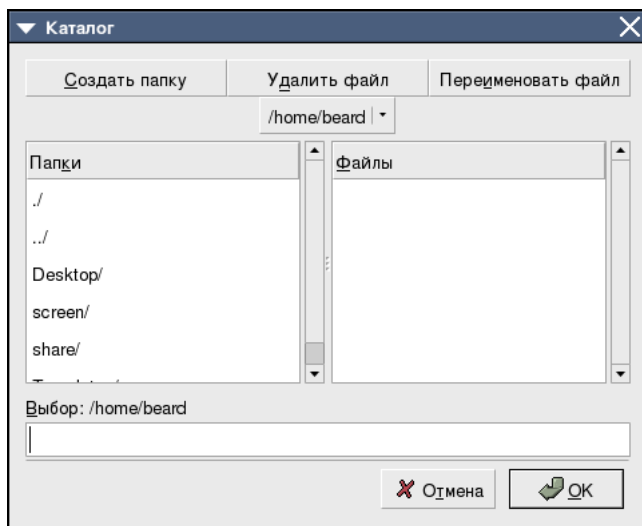 Каталог
Создать папку Удалить файл Переименовать файл
/home/beard
Папки Файлы
./
../
Desktop/
screen/
share/
Выбор: /home/beard
Отмена OK